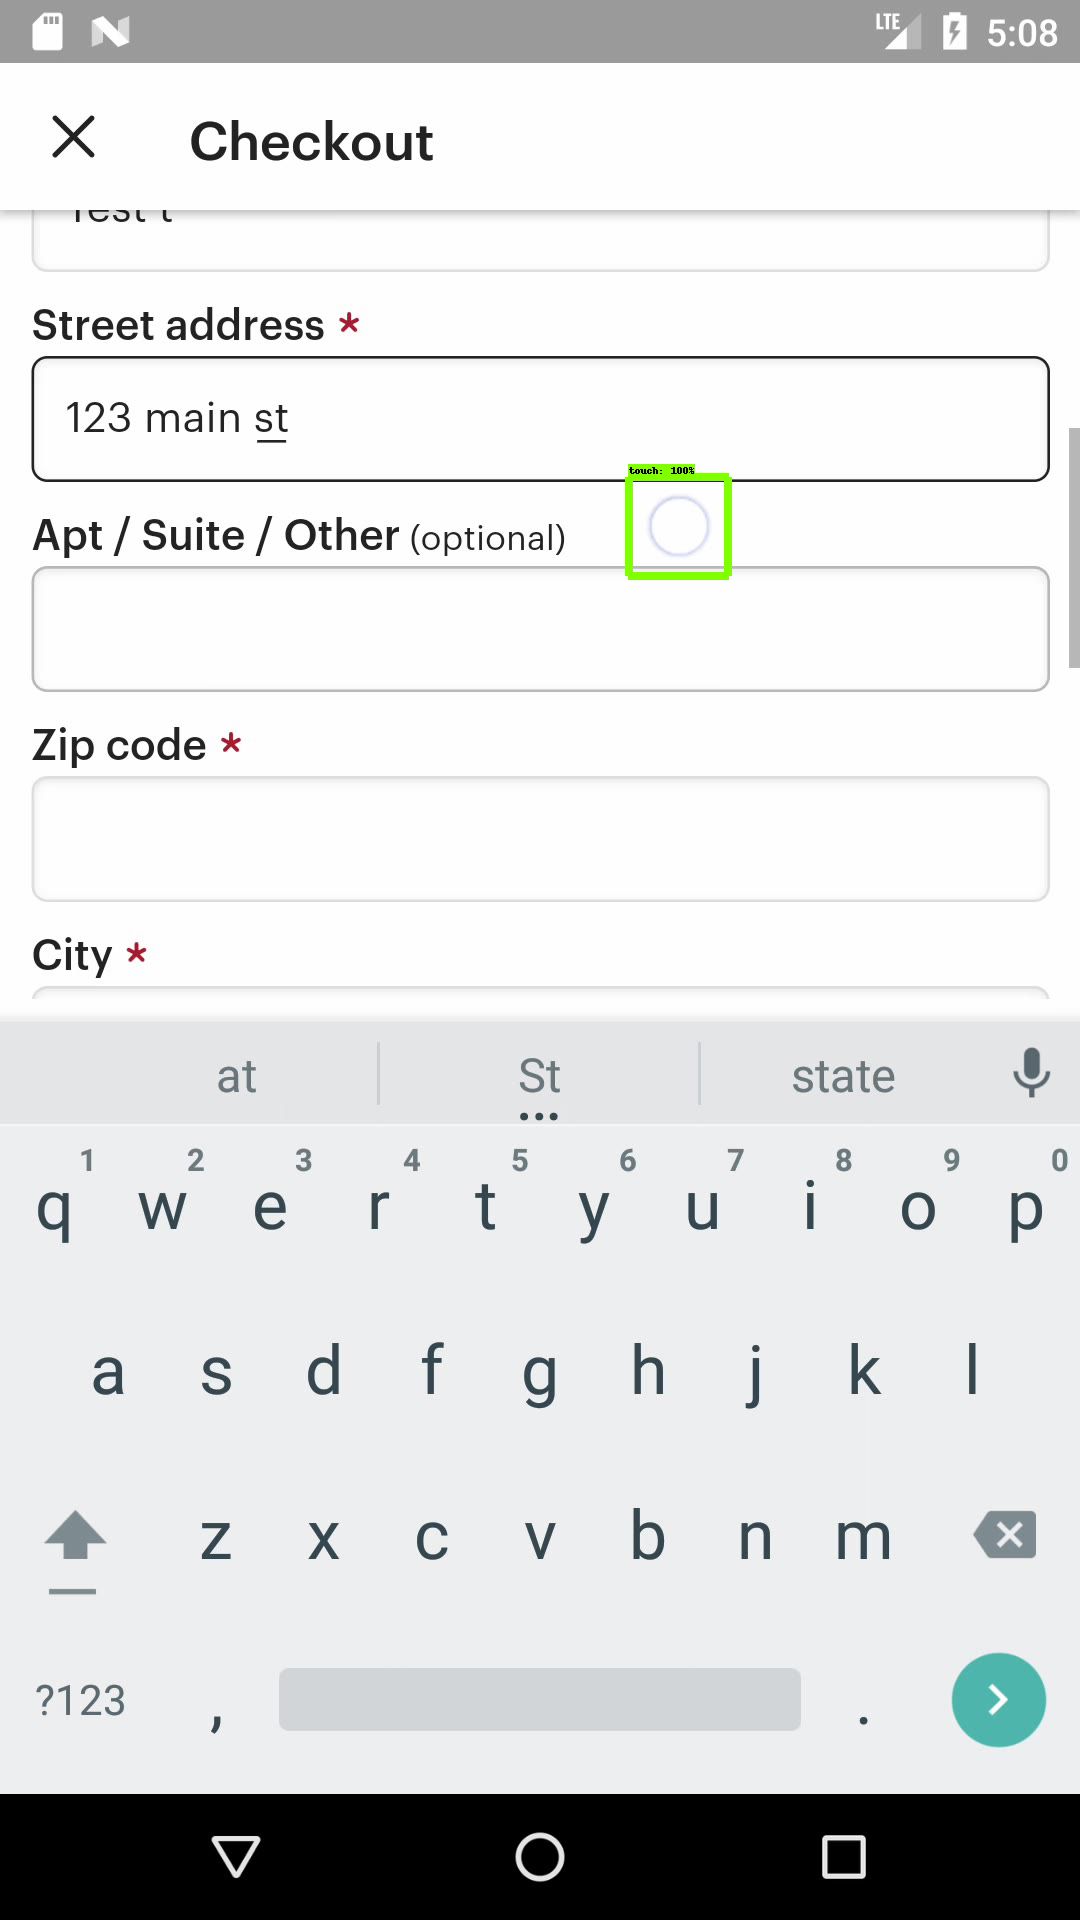 LTE 5:08
Checkout
Test t
Street address *
123 main st
touch: 100%
Apt / Suite / Other (optional)
Zip code *
City *
at St state
1 2 3 4 5 6 7 8 9 0
q w e r t y u i o p
a s d f g h j k l
z x c v b n m
?123 , .